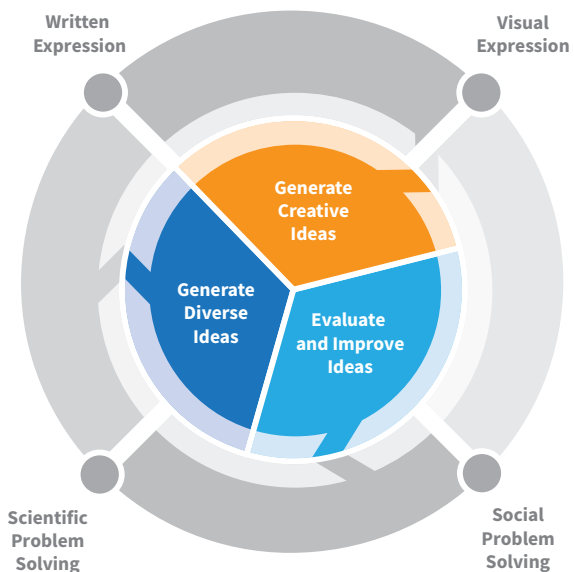 Written
Expression
Visual
Expression
Generate
Creative
Ideas
Generate
Diverse
Ideas
Evaluate
and Improve
Ideas
Scientific
Problem
Solving
Social
Problem
Solving